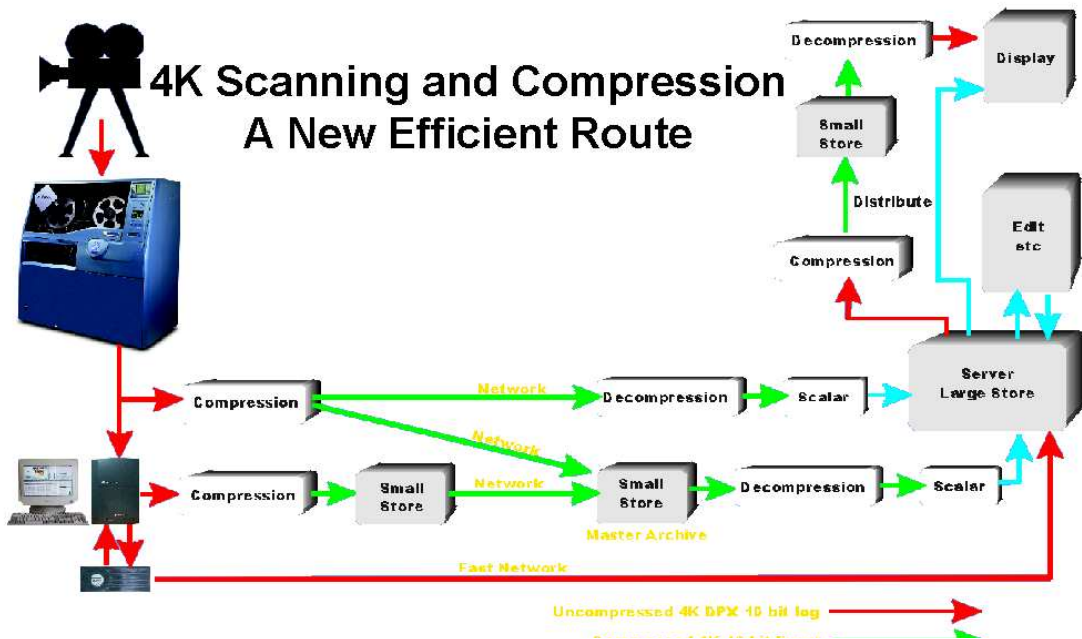 4K Scanning and Compression
A New Efficient Route
Decompression
Display
Small
Store
Distribute
Edit
etc
Compression
Server
Large Store
Compression
Network
Decompression
Scalar
Network
Compression
Small
Store
Network
Small
Store
Decompression
Scalar
Master Archive
Fast Network
Uncompressed 4K DPX 10 bit log